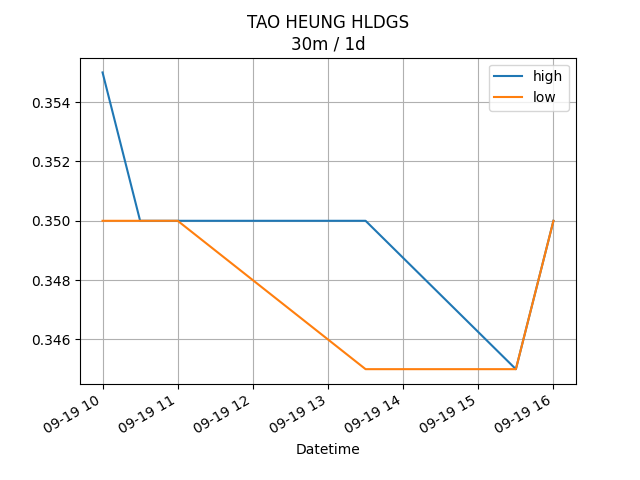 TAO HEUNG HLDGS
30m / 1d
high
low
0.354
0.352
0.350
0.348
0.346
09-19 10
09-19 11
09-19 12
09-19 13
09-19 14
09-19 15
09-19 16
Datetime